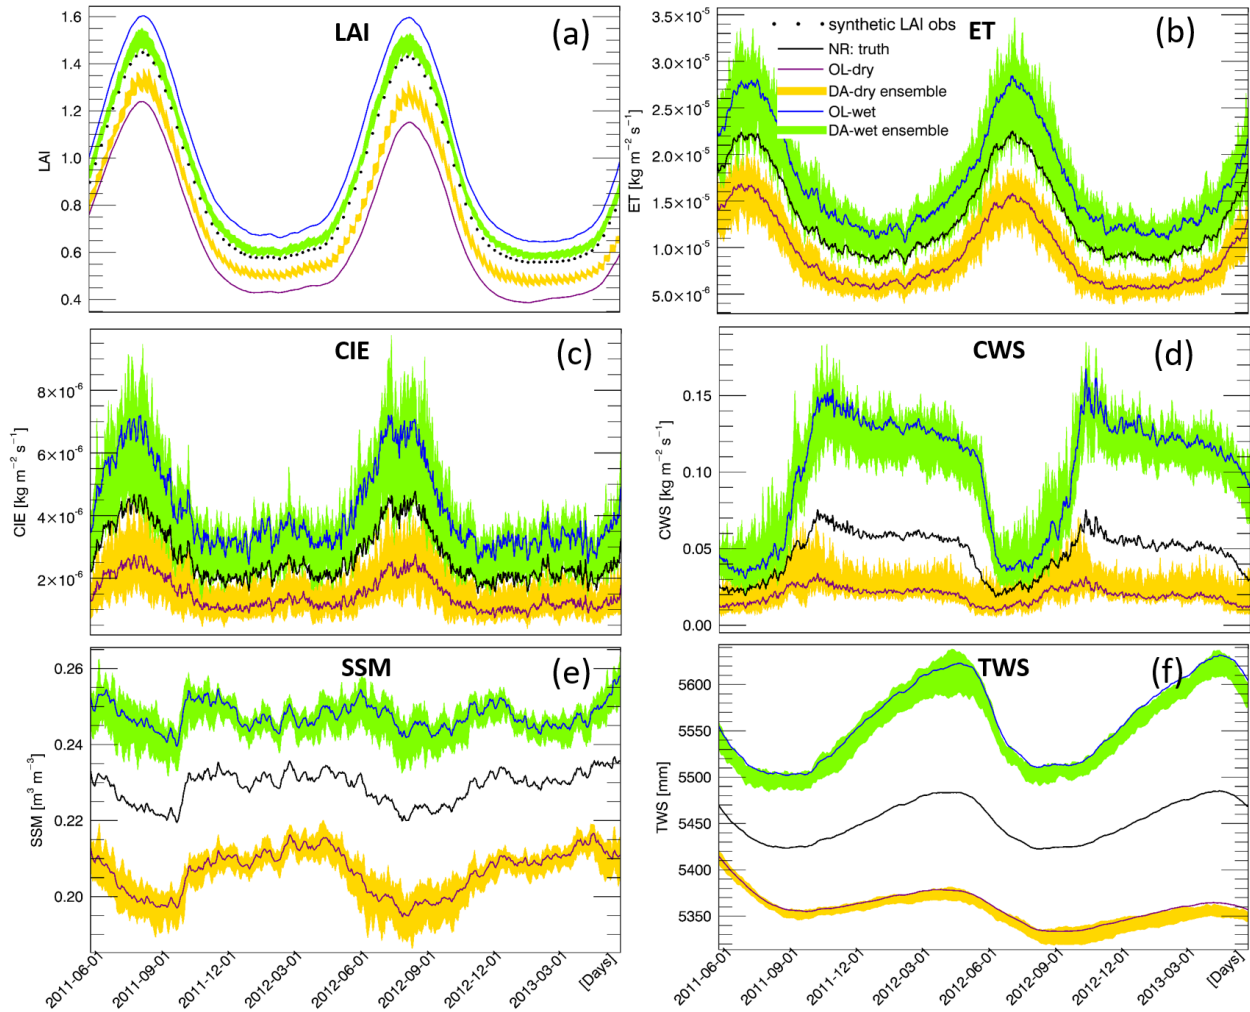 LAI
(a)
1.6
1.4
1.2
1.0
0.8
0.6
0.4
LAI
ET
(b)
synthetic LAI obs
NR: truth
OL-dry
DA-dry ensemble
OL-wet
DA-wet ensemble
3.5×10⁻⁵
3.0×10⁻⁵
2.5×10⁻⁵
2.0×10⁻⁵
1.5×10⁻⁵
1.0×10⁻⁵
5.0×10⁻⁶
ET [kg m⁻² s⁻¹]
CIE
(c)
8×10⁻⁶
6×10⁻⁶
4×10⁻⁶
2×10⁻⁶
CIE [kg m⁻² s⁻¹]
CWS
(d)
0.15
0.10
0.05
0.00
CWS [kg m⁻² s⁻¹]
SSM
(e)
0.26
0.24
0.22
0.20
SSM [m³ m⁻³]
2011-06-01
2011-09-01
2011-12-01
2012-03-01
2012-06-01
2012-09-01
2012-12-01
2013-03-01
[Days]
TWS
(f)
5600
5550
5500
5450
5400
5350
TWS [mm]
2011-06-01
2011-09-01
2011-12-01
2012-03-01
2012-06-01
2012-09-01
2012-12-01
2013-03-01
[Days]